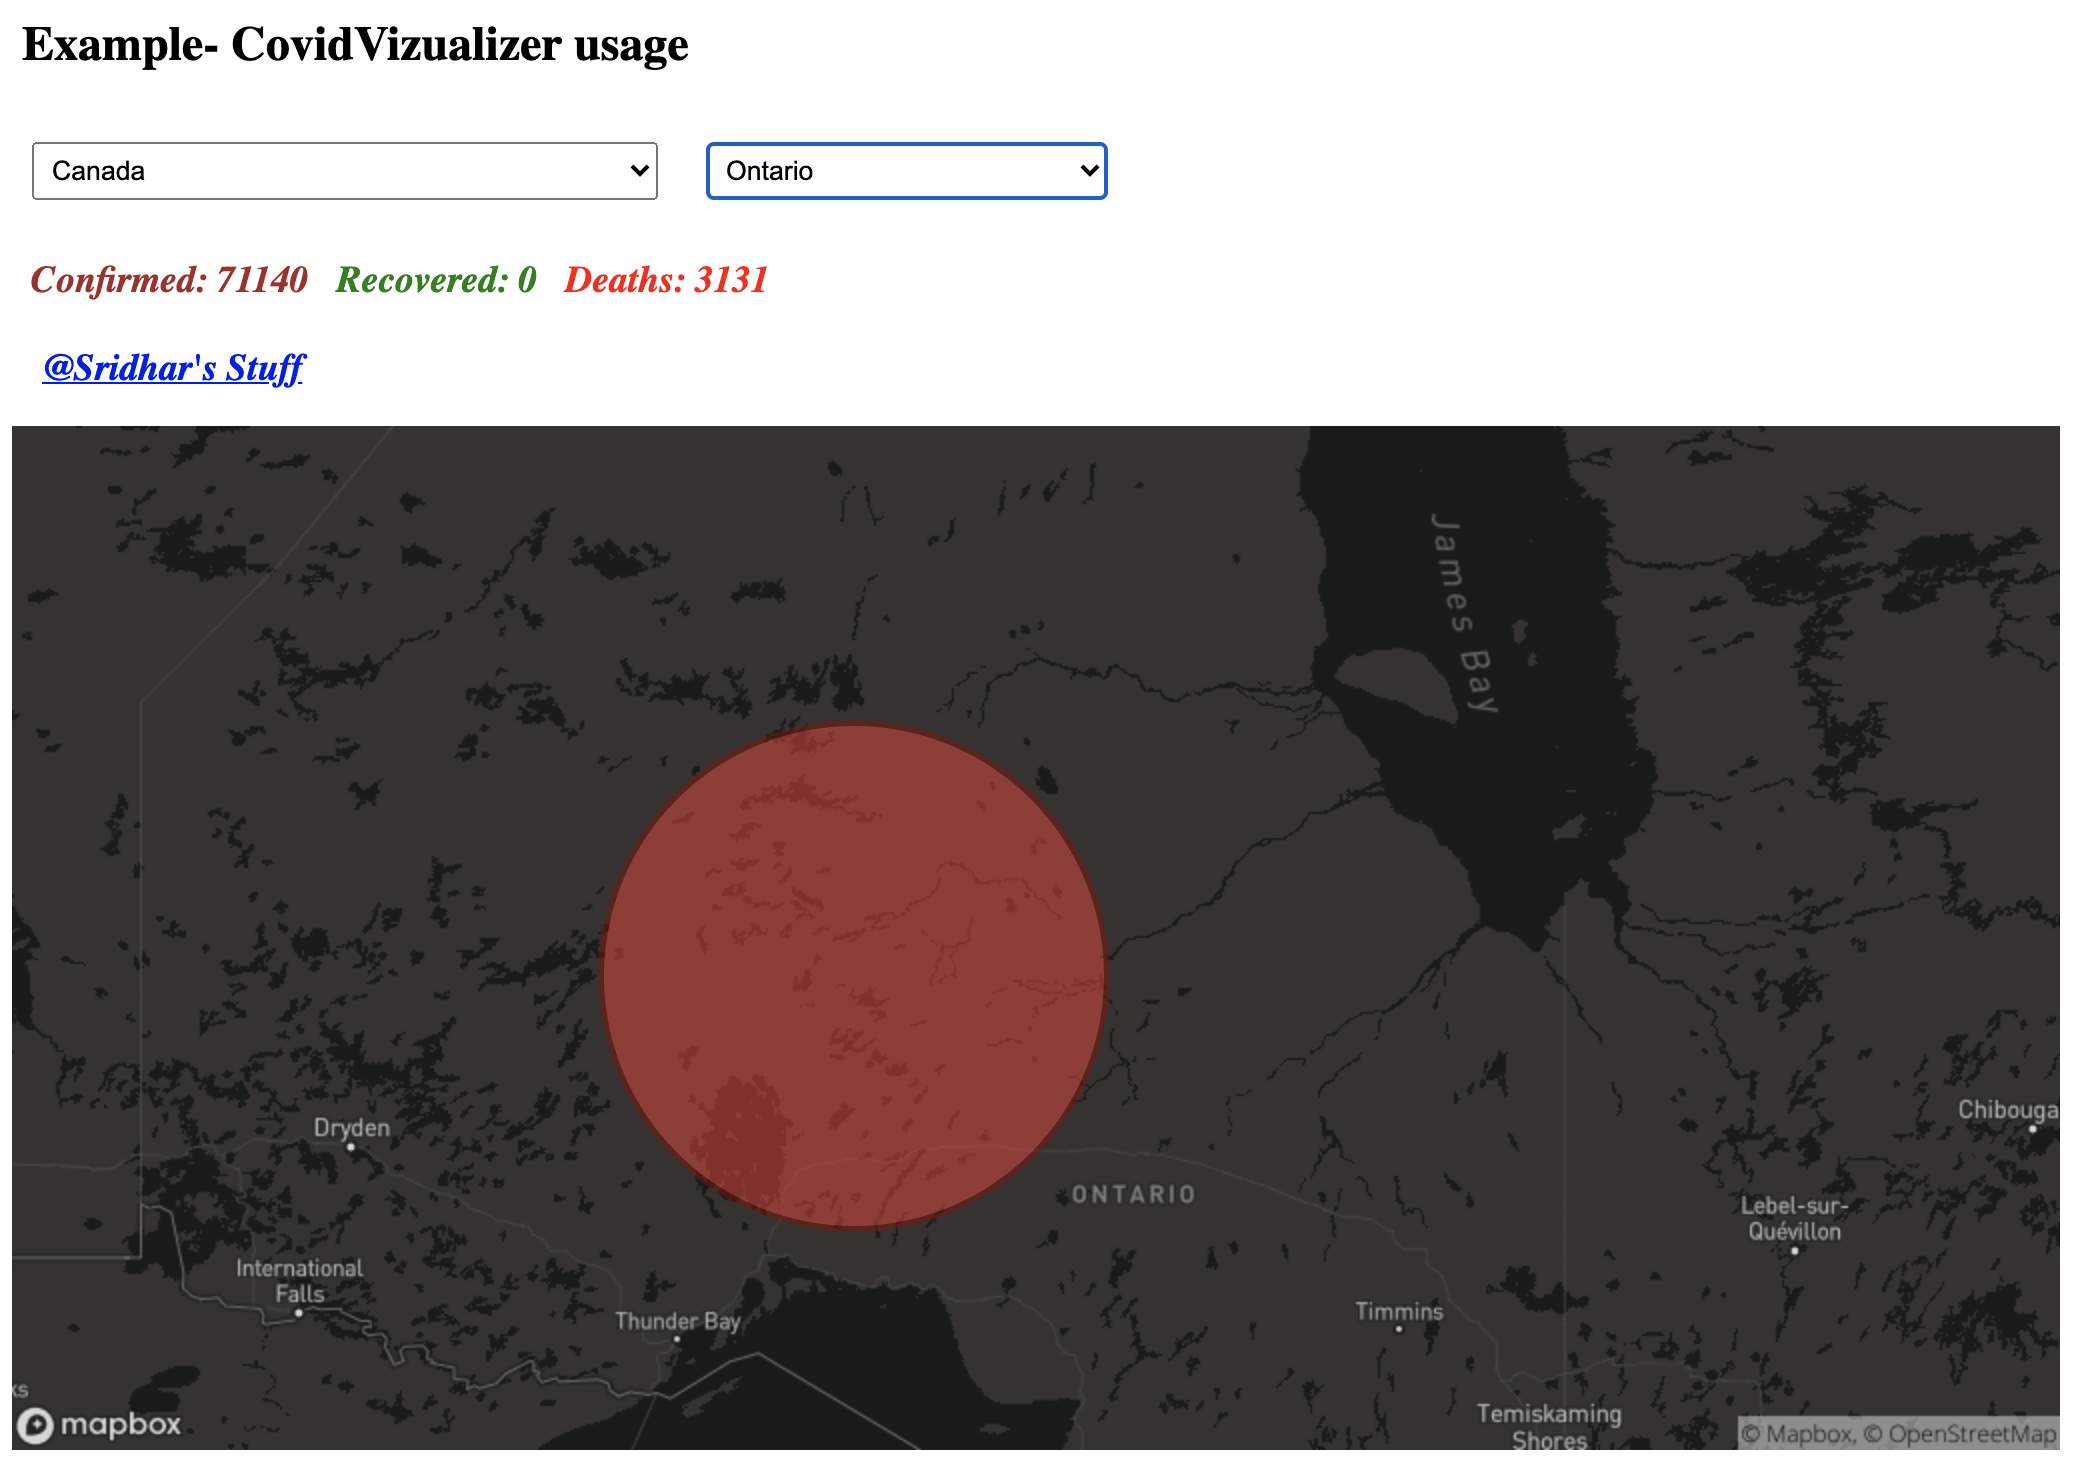 Example- CovidVizualizer usage
Canada
Ontario
Confirmed: 71140 Recovered: 0 Deaths: 3131
@Sridhar's Stuff
James Bay
Dryden
Chibouga
ONTARIO
Lebel-sur-
Quévillon
International
Falls
Thunder Bay
Timmins
ks
Temiskaming
Shores
mapbox
© Mapbox, © OpenStreetMap